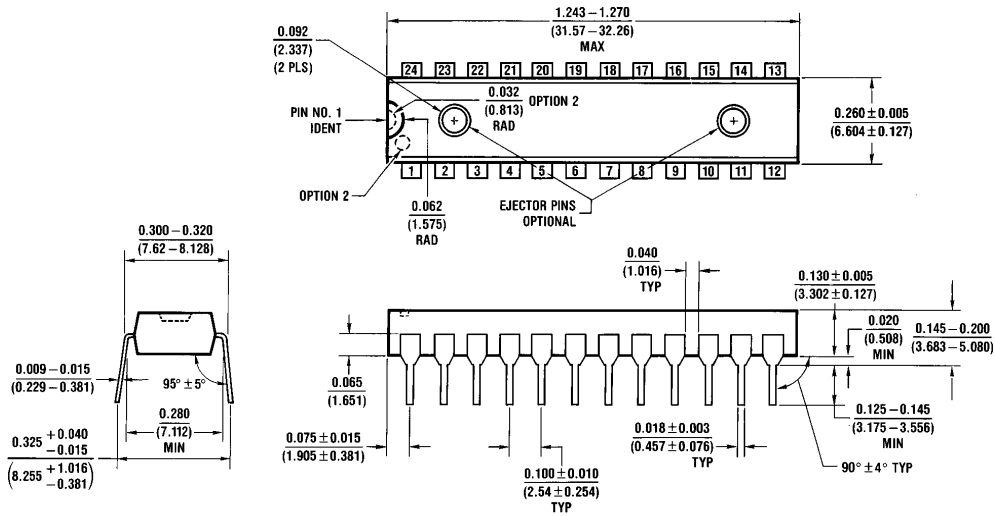 1.243 – 1.270
(31.57 – 32.26)
MAX
0.092
(2.337)
(2 PLS)
24 23 22 21 20 19 18 17 16 15 14 13
0.032
(0.813)
RAD
OPTION 2
PIN NO. 1
IDENT
0.260 ± 0.005
(6.604 ± 0.127)
1 2 3 4 5 6 7 8 9 10 11 12
OPTION 2
0.062
(1.575)
RAD
EJECTOR PINS
OPTIONAL
0.300 – 0.320
(7.62 – 8.128)
0.040
(1.016)
TYP
0.130 ± 0.005
(3.302 ± 0.127)
0.020
(0.508)
MIN
0.145 – 0.200
(3.683 – 5.080)
0.009 – 0.015
(0.229 – 0.381)
95° ± 5°
0.280
(7.112)
MIN
0.065
(1.651)
0.325 +0.040 −0.015
(8.255 +1.016 −0.381)
0.075 ± 0.015
(1.905 ± 0.381)
0.100 ± 0.010
(2.54 ± 0.254)
TYP
0.018 ± 0.003
(0.457 ± 0.076)
TYP
0.125 – 0.145
(3.175 – 3.556)
MIN
90° ± 4° TYP